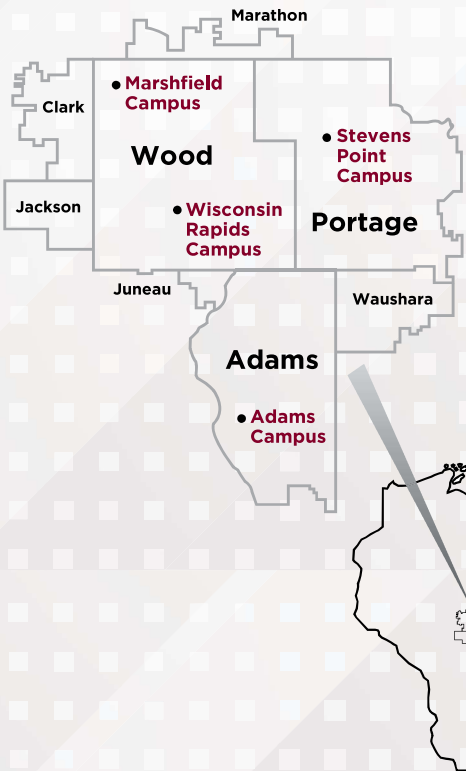 Marathon
Marshfield
Campus
Clark
Stevens
Point
Campus
Wood
Jackson
Wisconsin
Rapids
Campus
Portage
Juneau
Waushara
Adams
Adams
Campus